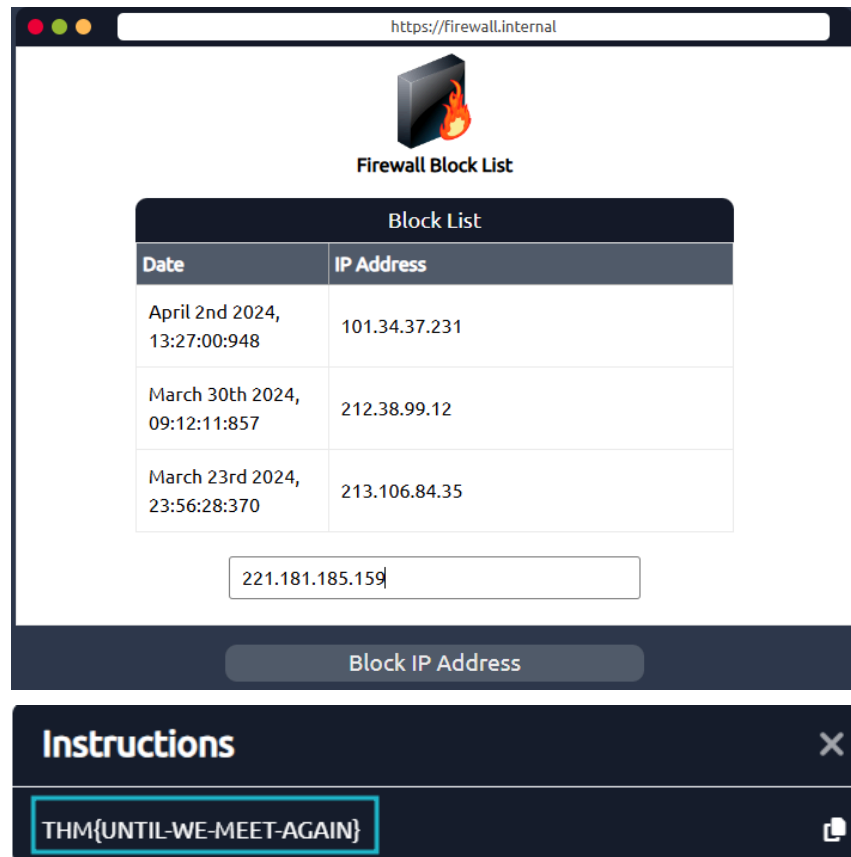 https://firewall.internal
Firewall Block List
Block List
Date IP Address
April 2nd 2024,
13:27:00:948
101.34.37.231
March 30th 2024,
09:12:11:857
212.38.99.12
March 23rd 2024,
23:56:28:370
213.106.84.35
221.181.185.159
Block IP Address
Instructions
THM{UNTIL-WE-MEET-AGAIN}